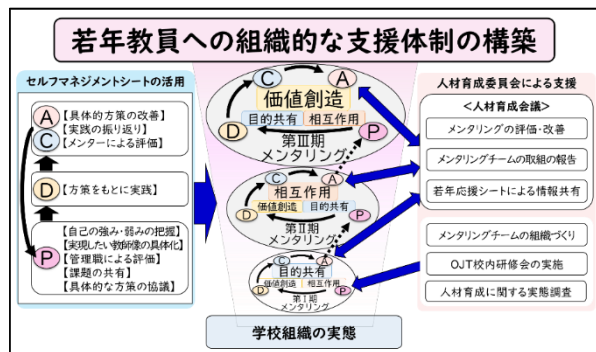 若年教員への組織的な支援体制の構築
セルフマネジメントシートの活用
A
C
【具体的方策の改善】
【実践の振り返り】
【メンターによる評価】
D
【方策をもとに実践】
P
【自己の強み・弱みの把握】
【実現したい教師像の具体化】
【管理職による評価】
【課題の共有】
【具体的な方策の協議】
C
A
価値創造
目的共有
相互作用
D
P
第Ⅲ期
メンタリング
C
A
相互作用
価値創造
目的共有
D
P
第Ⅱ期
メンタリング
C
A
目的共有
価値創造
相互作用
D
P
第Ⅰ期
メンタリング
学校組織の実態
人材育成委員会による支援
<人材育成会議>
メンタリングの評価・改善
メンタリングチームの取組の報告
若年応援シートによる情報共有
メンタリングチームの組織づくり
OJT校内研修会の実施
人材育成に関する実態調査